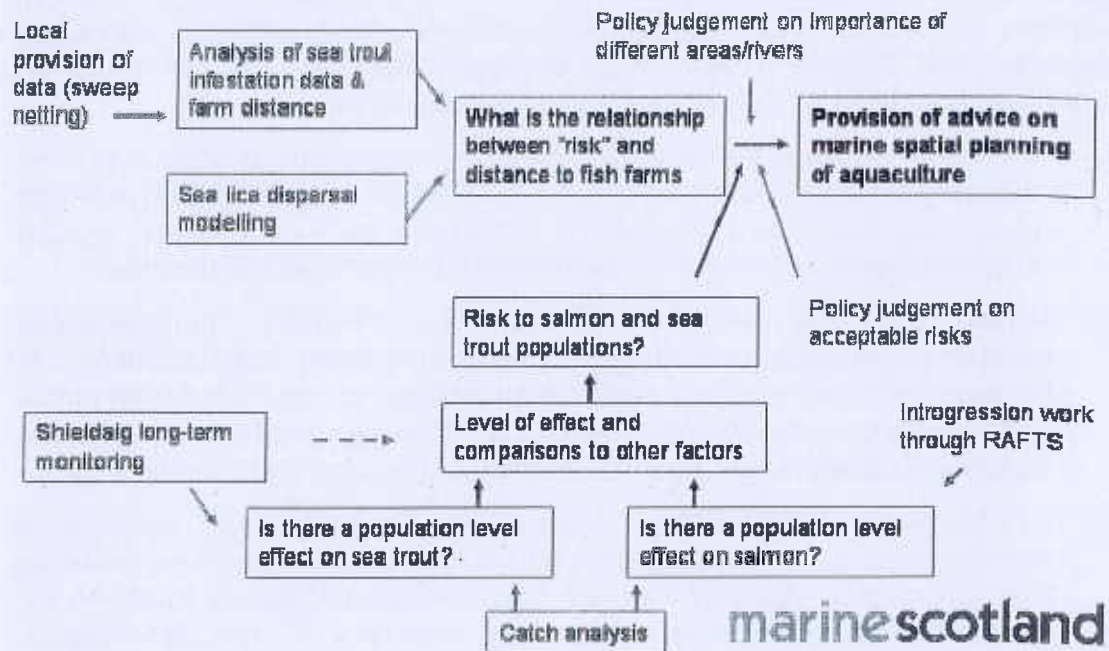 Local
provision of
data (sweep
netting)
Analysis of sea trout
infestation data &
farm distance
Sea lice dispersal
modelling
What is the relationship
between "risk" and
distance to fish farms
Policy judgement on importance of
different areas/rivers
Provision of advice on
marine spatial planning
of aquaculture
Risk to salmon and sea
trout populations?
Policy judgement on
acceptable risks
Shieldaig long-term
monitoring
Level of effect and
comparisons to other factors
Introgression work
through RAFTS
Is there a population level
effect on sea trout?
Is there a population level
effect on salmon?
Catch analysis
marinescotland